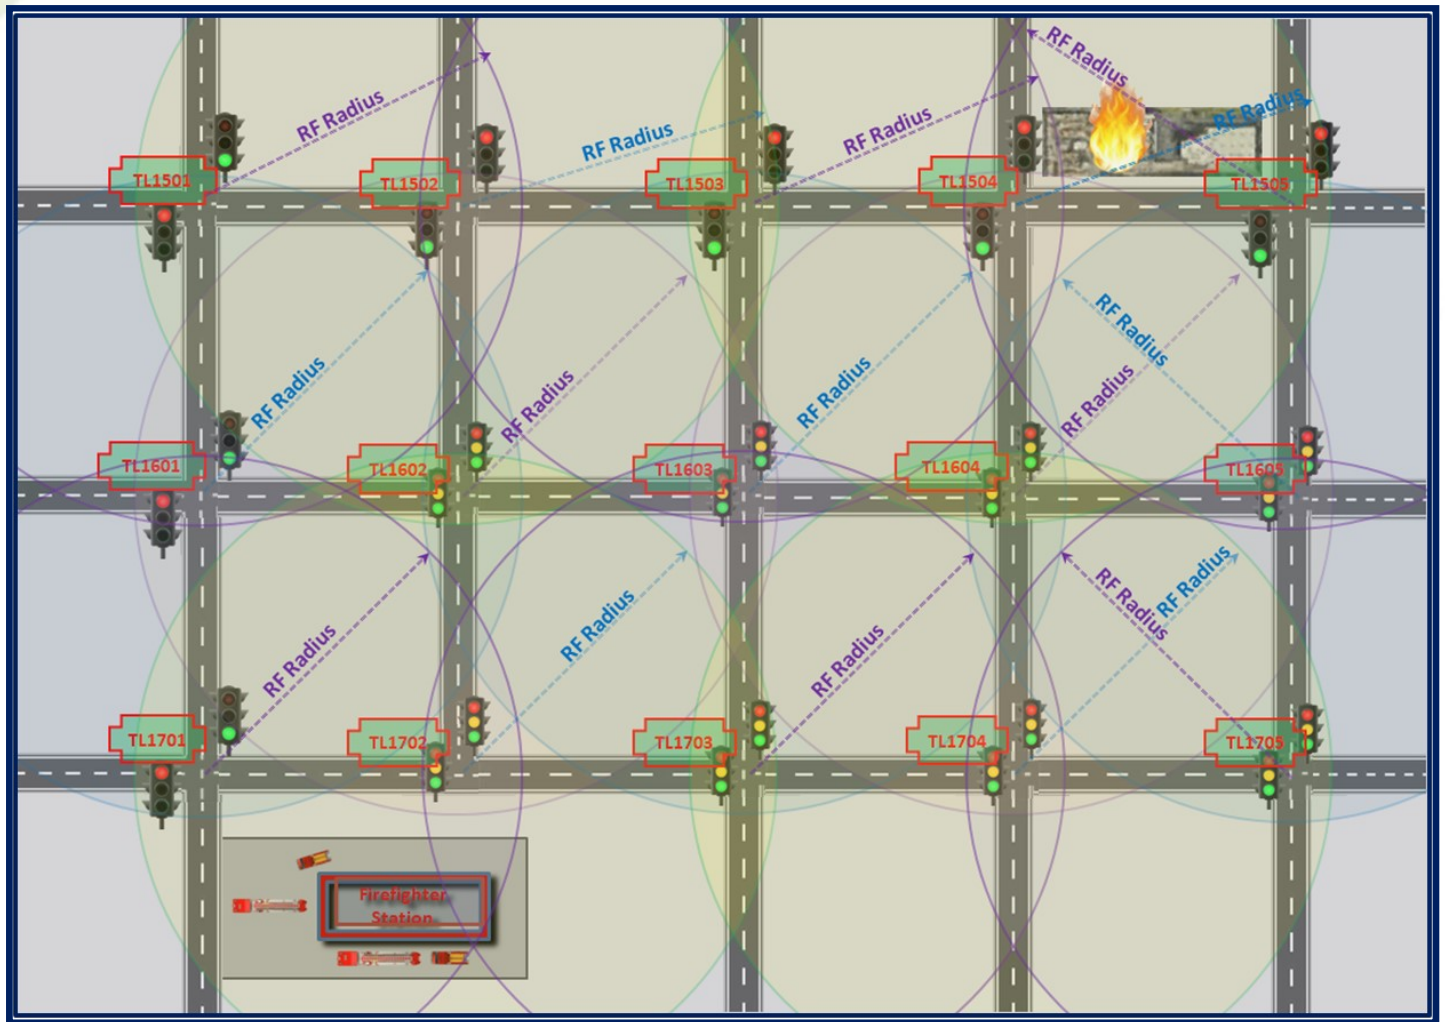 RF Radius
RF Radius
RF Radius
RF Radius
RF Radius
TL1501
TL1502
TL1503
TL1504
TL1505
RF Radius
RF Radius
RF Radius
RF Radius
RF Radius
TL1601
TL1602
TL1603
TL1604
TL1605
RF Radius
RF Radius
RF Radius
RF Radius
RF Radius
TL1701
TL1702
TL1703
TL1704
TL1705
Firefighter
Station